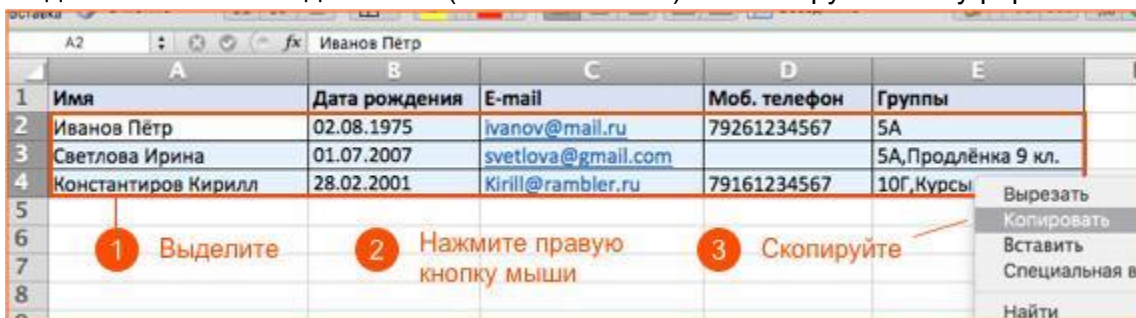 A2 fx Иванов Пётр
A B C D E
1 Имя Дата рождения E-mail Моб. телефон Группы
2 Иванов Пётр 02.08.1975 ivanov@mail.ru 79261234567 5А
3 Светлова Ирина 01.07.2007 svetlova@gmail.com 5А,Продлёнка 9 кл.
4 Константиров Кирилл 28.02.2001 Kirill@rambler.ru 79161234567 10Г,Курсы
5
6
7
8
1 Выделите
2 Нажмите правую
кнопку мыши
3 Скопируйте
Вырезать
Копировать
Вставить
Специальная в
Найти